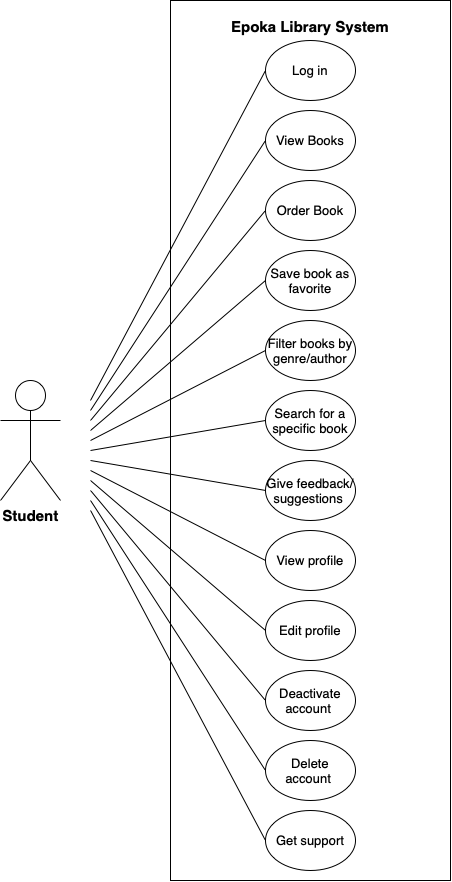 Epoka Library System
Log in
View Books
Order Book
Save book as
favorite
Filter books by
genre/author
Search for a
specific book
Give feedback/
suggestions
Student
View profile
Edit profile
Deactivate
account
Delete
account
Get support